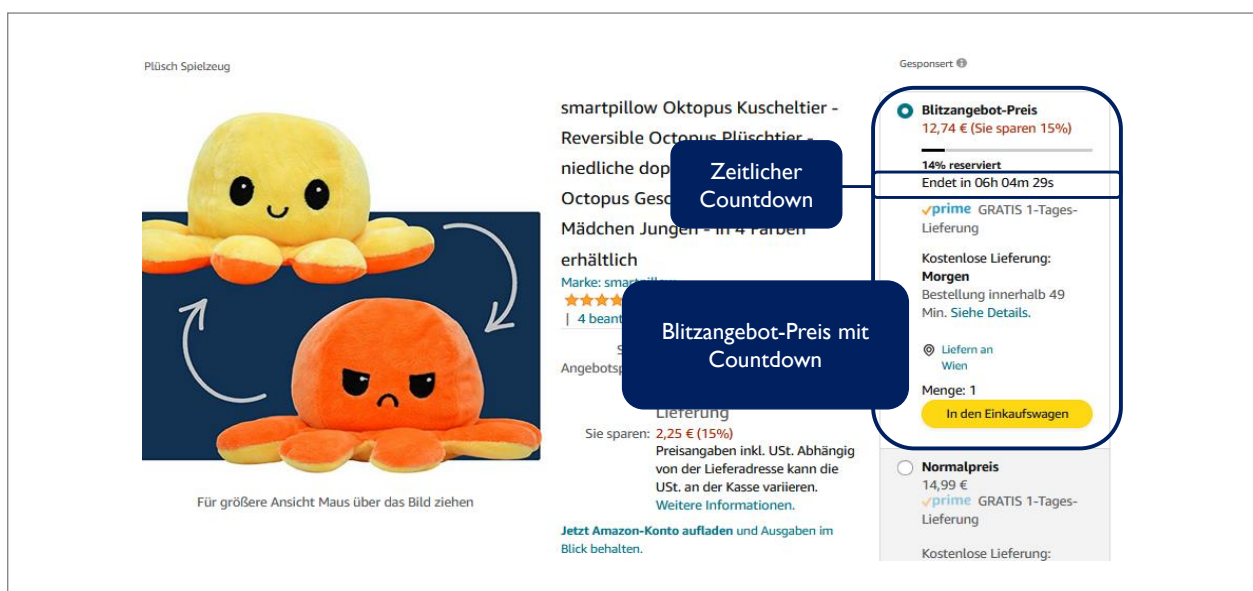 Plüsch Spielzeug
Für größere Ansicht Maus über das Bild ziehen
smartpillow Oktopus Kuscheltier -
Reversible Octopus Plüschtier -
niedliche
Octopus
Mädchen Jungen - in 4 Farben
erhältlich
Marke:
| 4
Lieferung
Sie sparen: 2,25 € (15%)
Preisangaben inkl. USt. Abhängig
von der Lieferadresse kann die
USt. an der Kasse variieren.
Weitere Informationen.
Jetzt Amazon-Konto aufladen und Ausgaben im
Blick behalten.
Zeitlicher
Countdown
Blitzangebot-Preis mit
Countdown
Gesponsert
Blitzangebot-Preis
12,74 € (Sie sparen 15%)
14% reserviert
Endet in 06h 04m 29s
prime GRATIS 1-Tages-
Lieferung
Kostenlose Lieferung:
Morgen
Bestellung innerhalb 49
Min. Siehe Details.
Liefern an
Wien
Menge: 1
In den Einkaufswagen
Normalpreis
14,99 €
prime GRATIS 1-Tages-
Lieferung
Kostenlose Lieferung: